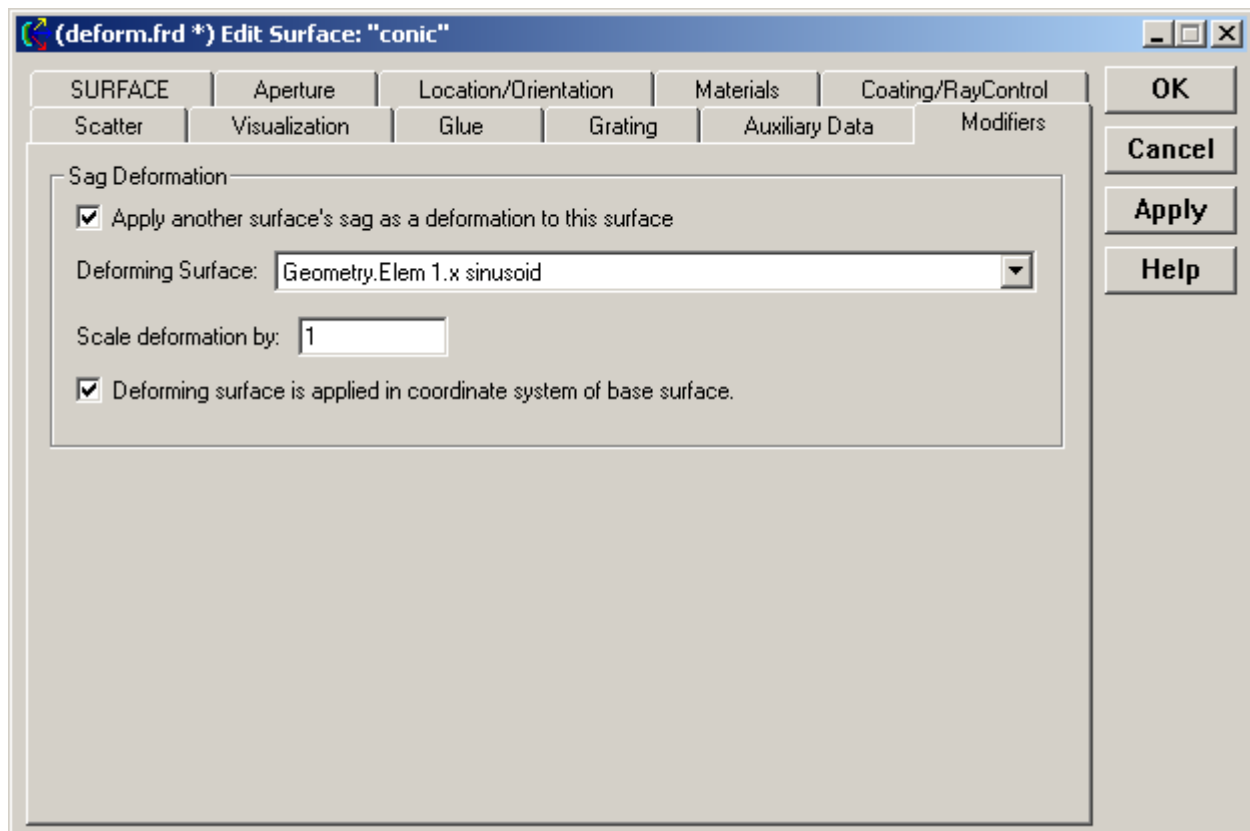 (deform.frd *) Edit Surface: "conic"
SURFACE Aperture Location/Orientation Materials Coating/RayControl
Scatter Visualization Glue Grating Auxiliary Data Modifiers
OK
Cancel
Apply
Help
Sag Deformation
Apply another surface's sag as a deformation to this surface
Deforming Surface: Geometry.Elem 1.x sinusoid
Scale deformation by: 1
Deforming surface is applied in coordinate system of base surface.